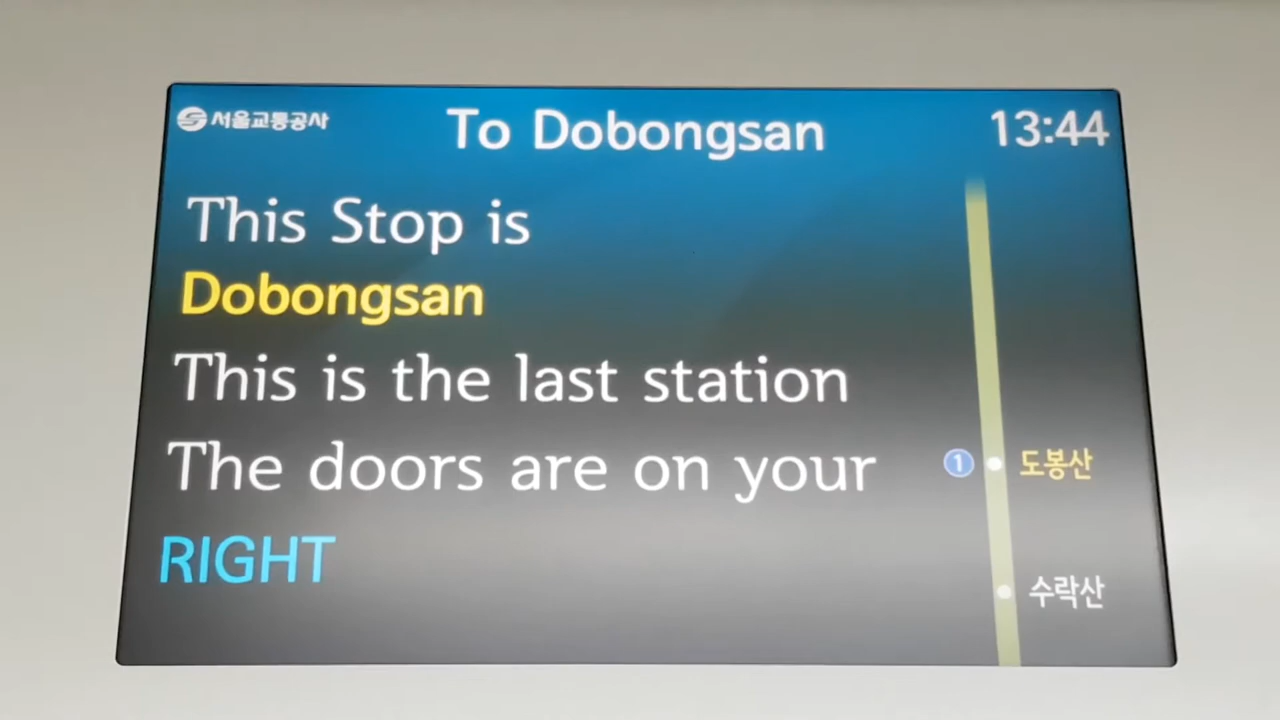 서울교통공사
To Dobongsan
13:44
This Stop is
Dobongsan
This is the last station
The doors are on your
RIGHT
1 도봉산
수락산